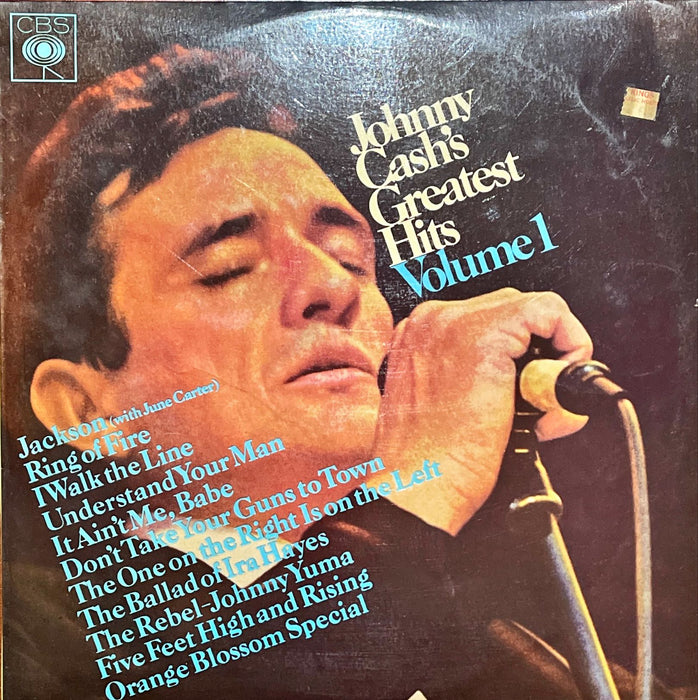 CBS
Johnny
Cash's
Greatest
Hits
Volume 1
Jackson (with June Carter)
Ring of Fire
I Walk the Line
Understand Your Man
It Ain't Me, Babe
Don't Take Your Guns to Town
The One on the Right Is on the Left
The Ballad of Ira Hayes
The Rebel–Johnny Yuma
Five Feet High and Rising
Orange Blossom Special